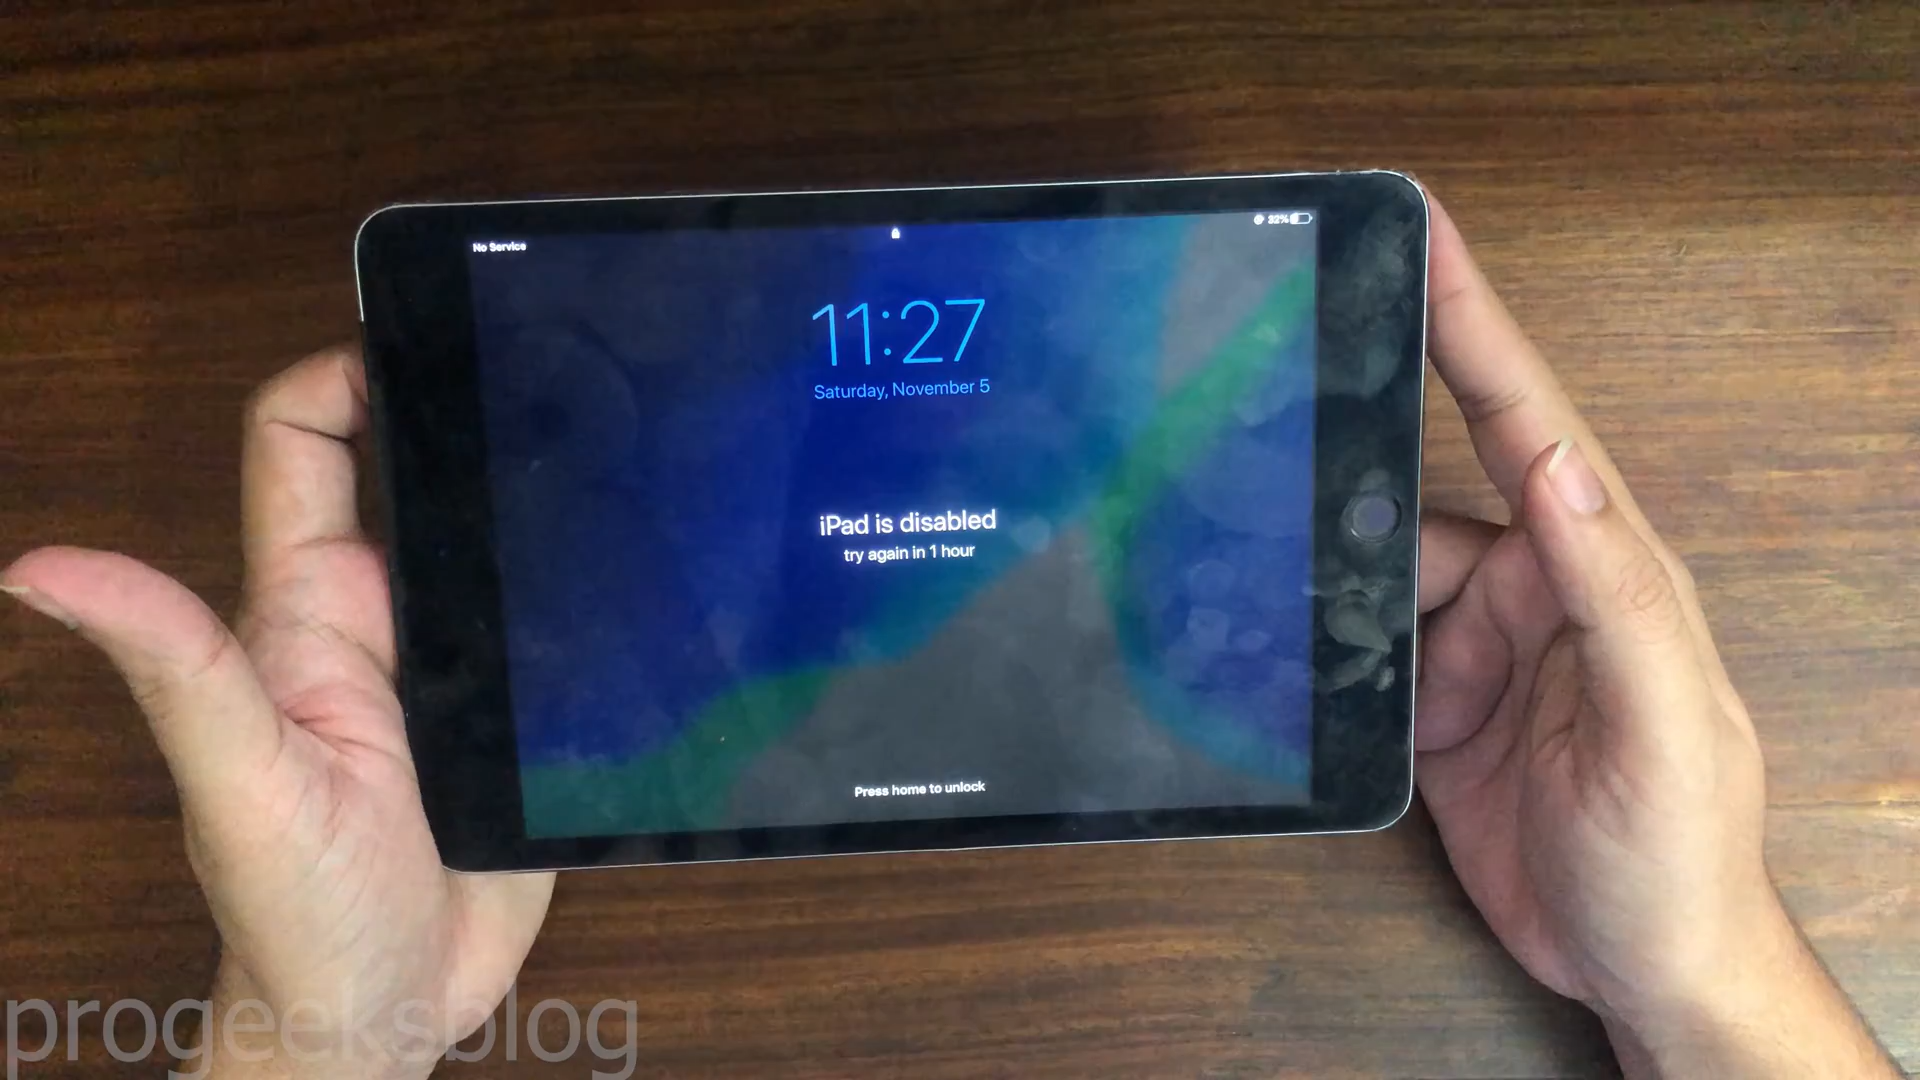 No Service
32%
11:27
Saturday, November 5
iPad is disabled
try again in 1 hour
Press home to unlock
progeeksblog